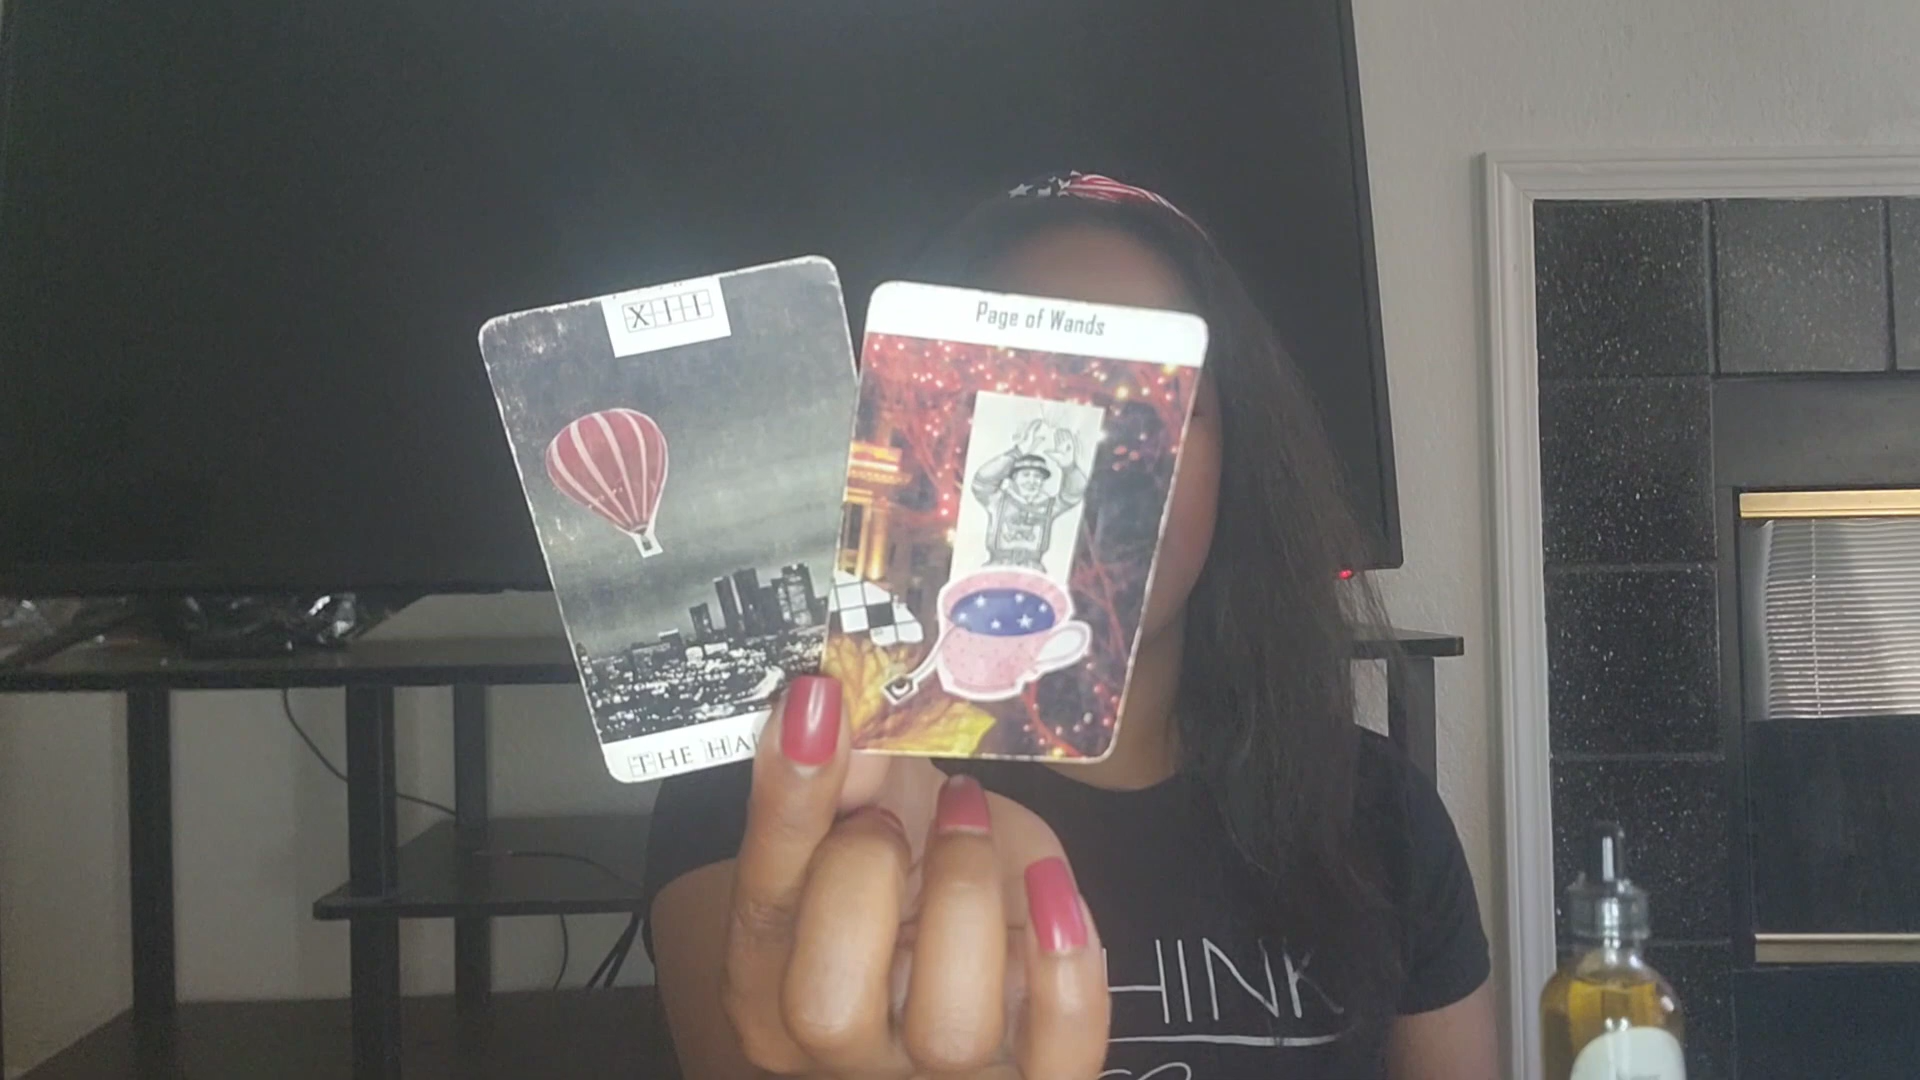 XIII
THE HA
Page of Wands
HINK